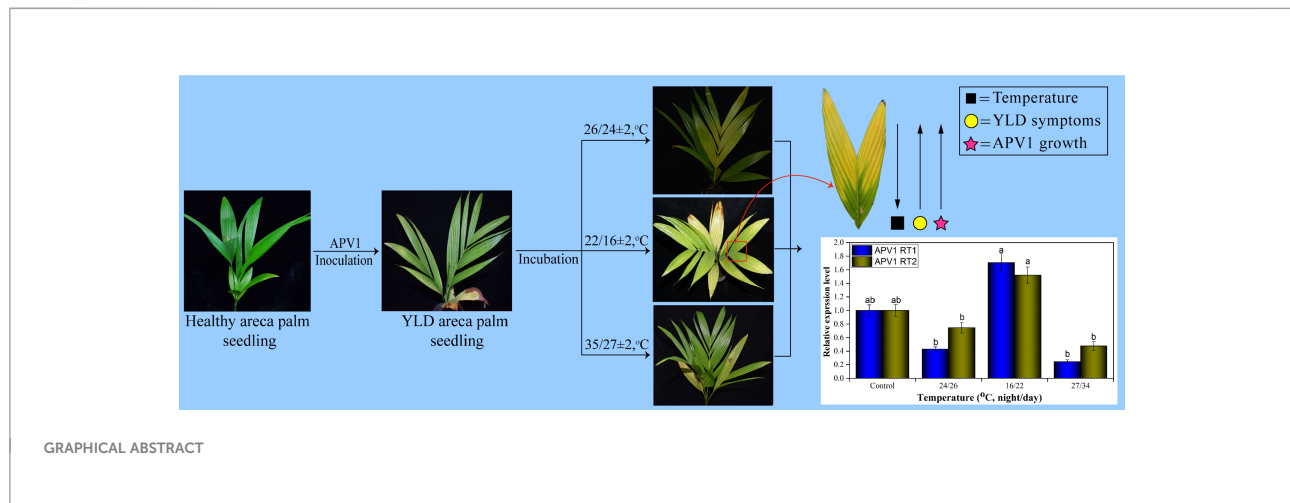 Healthy areca palm
seedling
APV1
Inoculation
YLD areca palm
seedling
Incubation
26/24±2,°C
22/16±2,°C
35/27±2,°C
■=Temperature
=YLD symptoms
★=APV1 growth
APV1 RT1
APV1 RT2
Relative exprssion level
2.0
1.8
1.6
1.4
1.2
1.0
0.8
0.6
0.4
0.2
0.0
ab
ab
b
b
a
a
b
b
Control
24/26
16/22
27/34
Temperature (⁰C, night/day)
GRAPHICAL ABSTRACT